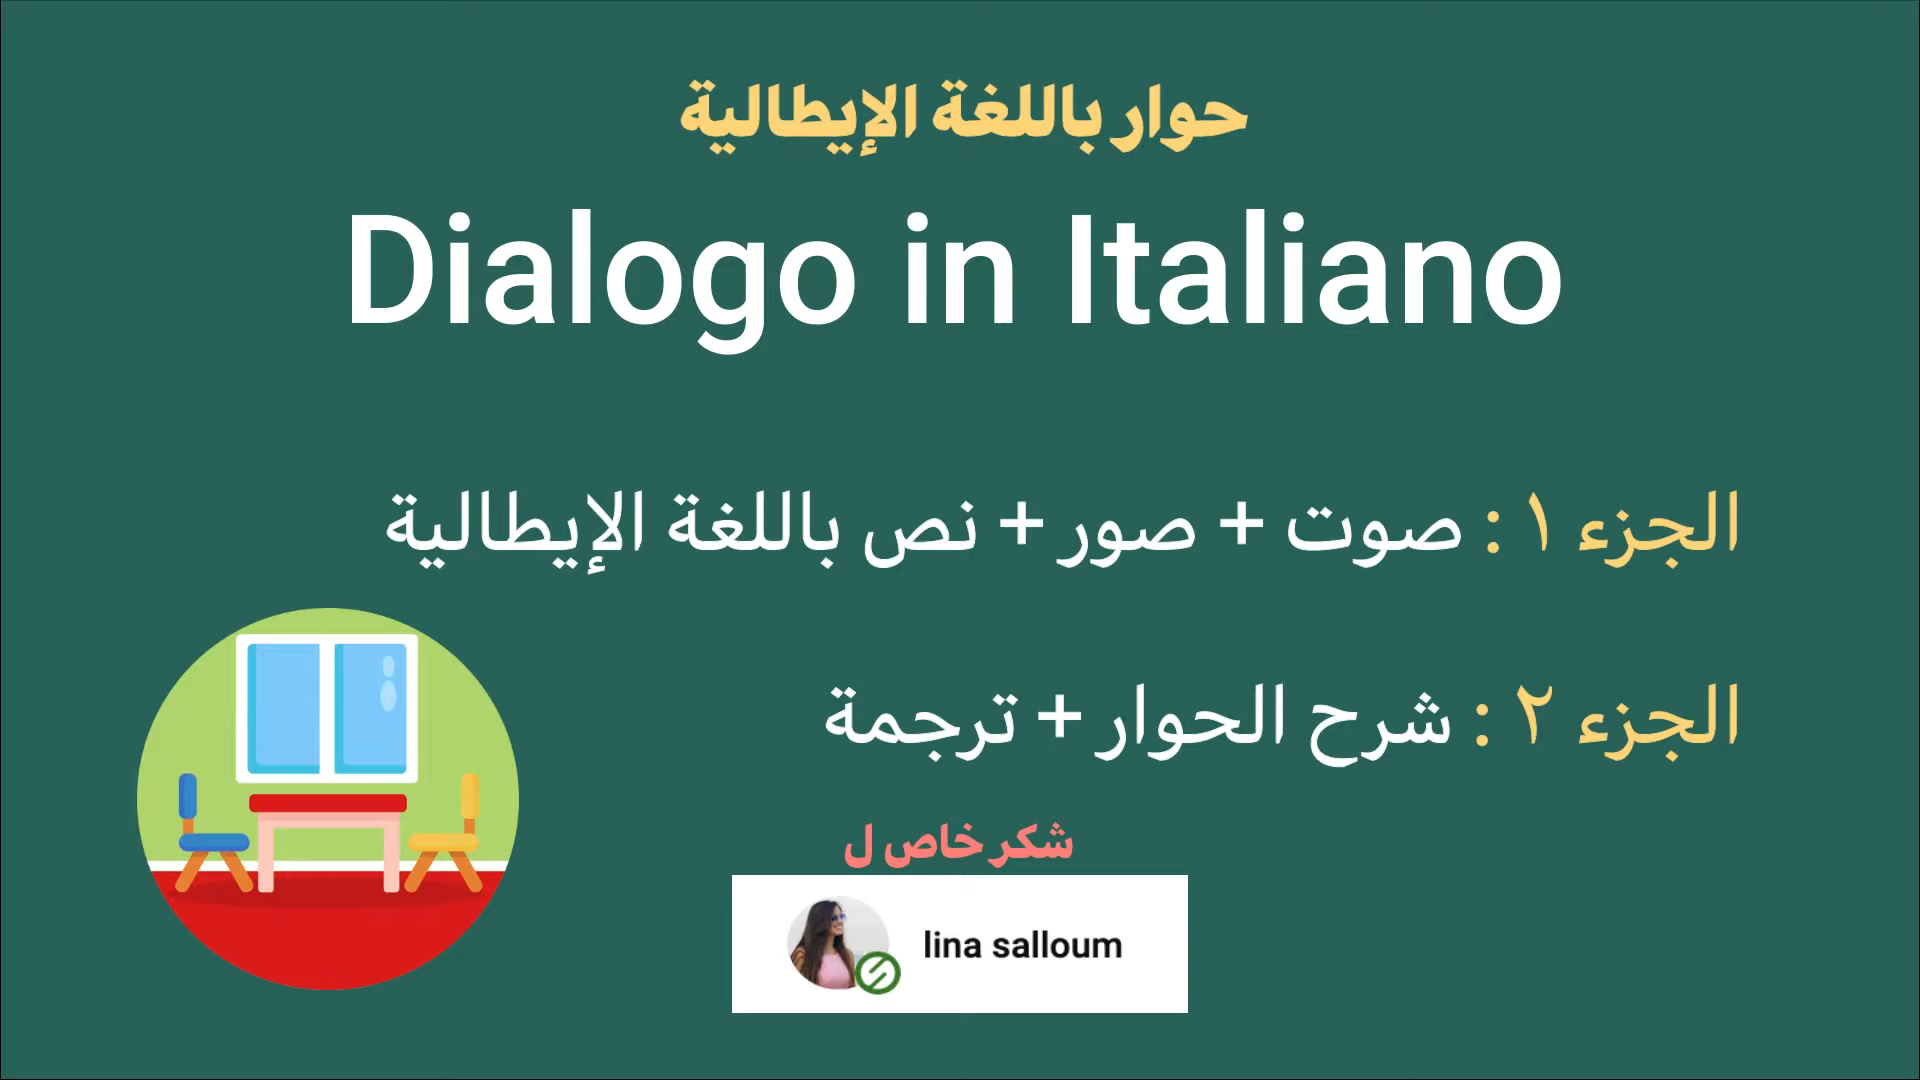 حوار باللغة الإيطالية
Dialogo in Italiano
الجزء ١ : صوت + صور + نص باللغة الإيطالية
الجزء ٢ : شرح الحوار + ترجمة
شكر خاص ل
lina salloum